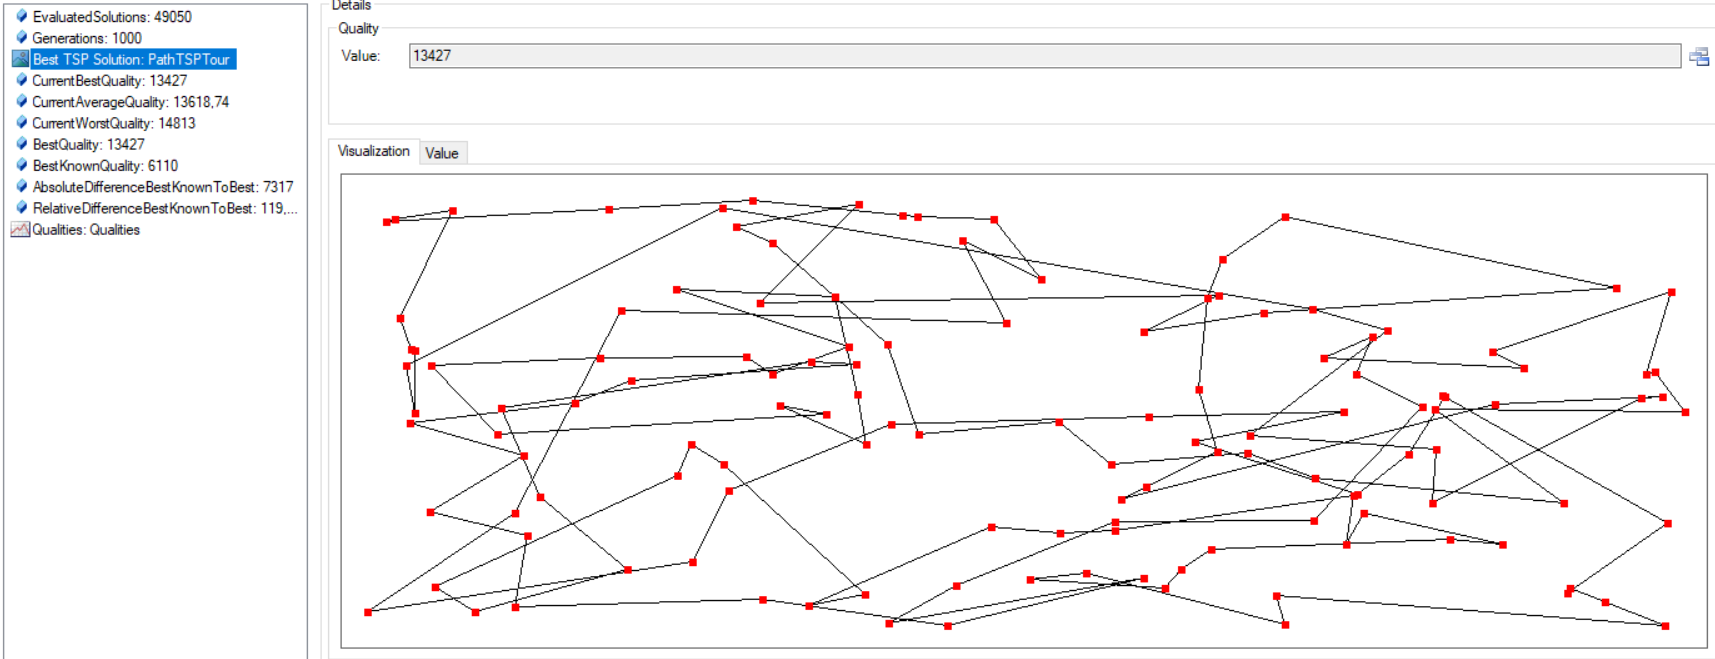 EvaluatedSolutions: 49050
Generations: 1000
Best TSP Solution: PathTSPTour
CurrentBestQuality: 13427
CurrentAverageQuality: 13618,74
CurrentWorstQuality: 14813
BestQuality: 13427
BestKnownQuality: 6110
AbsoluteDifferenceBestKnownToBest: 7317
RelativeDifferenceBestKnownToBest: 119,...
Qualities: Qualities
Details
Quality
Value: 13427
Visualization Value